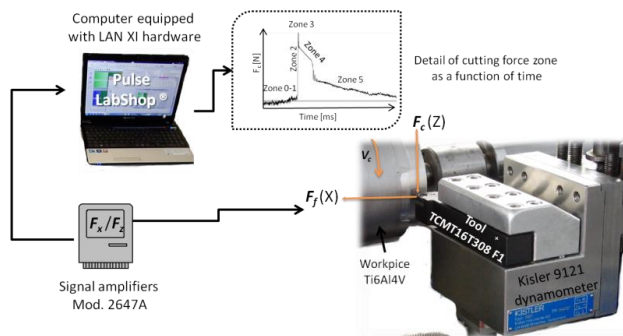 Computer equipped
with LAN XI hardware
Pulse
LabShop ®
Zone 3
Zone 2
Zone 4
Zone 5
Zone 0-1
Fc[N]
Time [ms]
Detail of cutting force zone
as a function of time
Fc (Z)
Vc
Ff (X)
Fx /Fz
Signal amplifiers
Mod. 2647A
Workpice
Ti6Al4V
Tool
TCMT16T308 F1
Kisler 9121
dynamometer
KISTLER